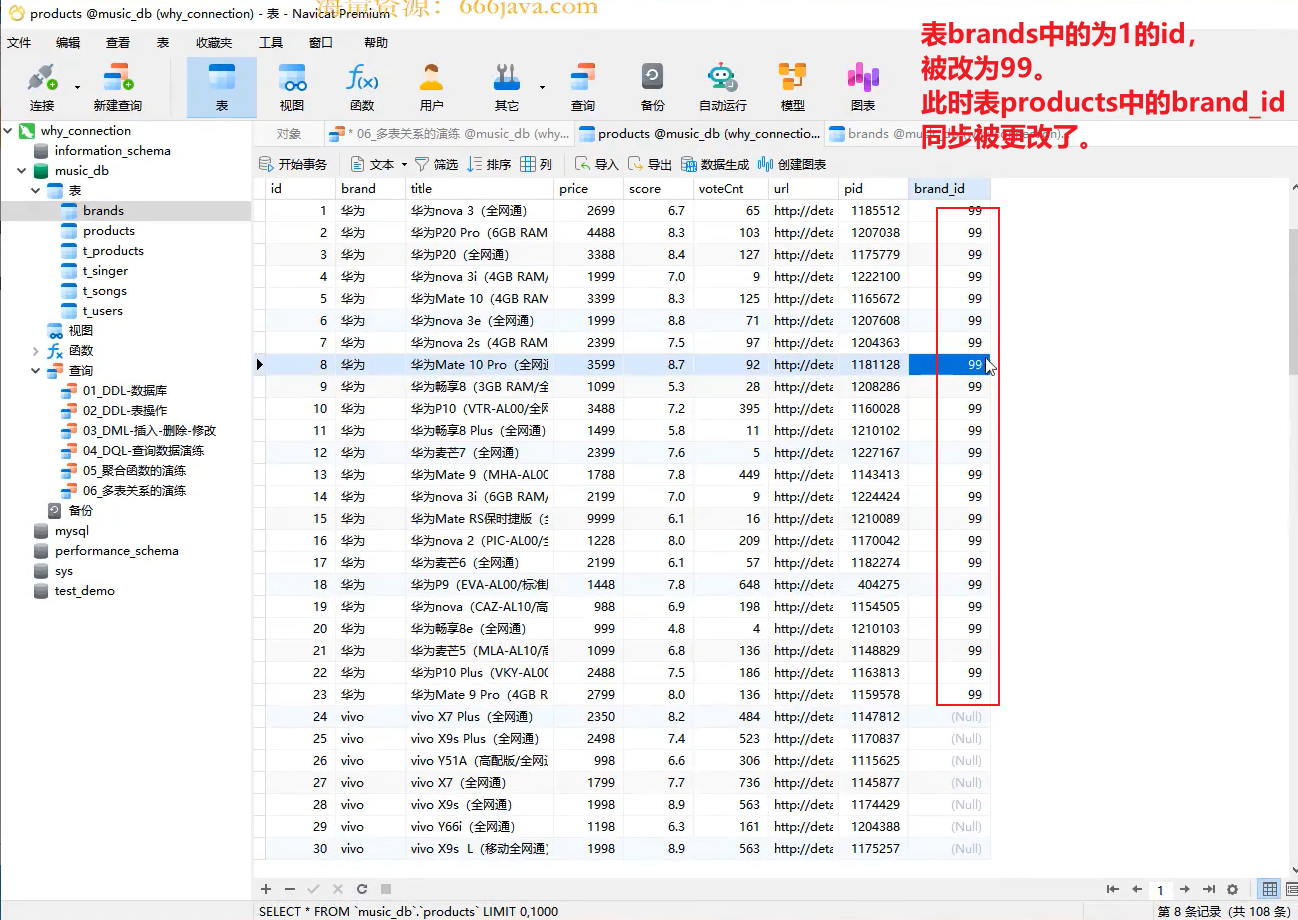 products @music_db (why_connection) - 表 - Navicat Premium
海量资源：666java.com
表brands中的为1的id，
被改为99。
此时表products中的brand_id
同步被更改了。
文件 编辑 查看 表 收藏夹 工具 窗口 帮助
连接 新建查询 表 视图 函数 用户 其它 查询 备份 自动运行 模型 图表
why_connection
information_schema
music_db
表
brands
products
t_products
t_singer
t_songs
t_users
视图
函数
查询
01_DDL-数据库
02_DDL-表操作
03_DML-插入-删除-修改
04_DQL-查询数据演练
05_聚合函数的演练
06_多表关系的演练
备份
mysql
performance_schema
sys
test_demo
对象 * 06_多表关系的演练 @music_db (why... products @music_db (why_connectio... brands @mu
开始事务 文本 筛选 排序 列 导入 导出 数据生成 创建图表
id brand title price score voteCnt url pid brand_id
1 华为 华为nova 3（全网通） 2699 6.7 65 http://deta 1185512 99
2 华为 华为P20 Pro（6GB RAM 4488 8.3 103 http://deta 1207038 99
3 华为 华为P20（全网通） 3388 8.4 127 http://deta 1175779 99
4 华为 华为nova 3i（4GB RAM/ 1999 7.0 9 http://deta 1222100 99
5 华为 华为Mate 10（4GB RAM 3399 8.3 125 http://deta 1165672 99
6 华为 华为nova 3e（全网通） 1999 8.8 71 http://deta 1207608 99
7 华为 华为nova 2s（4GB RAM 2399 7.5 97 http://deta 1204363 99
8 华为 华为Mate 10 Pro（全网通 3599 8.7 92 http://deta 1181128 99
9 华为 华为畅享8（3GB RAM/全 1099 5.3 28 http://deta 1208286 99
10 华为 华为P10（VTR-AL00/全网 3488 7.2 395 http://deta 1160028 99
11 华为 华为畅享8 Plus（全网通） 1499 5.8 11 http://deta 1210102 99
12 华为 华为麦芒7（全网通） 2399 7.6 5 http://deta 1227167 99
13 华为 华为Mate 9（MHA-AL00 1788 7.8 449 http://deta 1143413 99
14 华为 华为nova 3i（6GB RAM/ 2199 7.0 9 http://deta 1224424 99
15 华为 华为Mate RS保时捷版（全 9999 6.1 16 http://deta 1210089 99
16 华为 华为nova 2（PIC-AL00/全 1228 8.0 209 http://deta 1170042 99
17 华为 华为麦芒6（全网通） 2199 6.1 57 http://deta 1182274 99
18 华为 华为P9（EVA-AL00/标准版 1448 7.8 648 http://deta 404275 99
19 华为 华为nova（CAZ-AL10/高 988 6.9 198 http://deta 1154505 99
20 华为 华为畅享8e（全网通） 999 4.8 4 http://deta 1210103 99
21 华为 华为麦芒5（MLA-AL10/高 1099 6.8 136 http://deta 1148829 99
22 华为 华为P10 Plus（VKY-AL00 2488 7.5 186 http://deta 1163813 99
23 华为 华为Mate 9 Pro（4GB R 2799 8.0 136 http://deta 1159578 99
24 vivo vivo X7 Plus（全网通） 2350 8.2 484 http://deta 1147812 (Null)
25 vivo vivo X9s Plus（全网通） 2498 7.4 523 http://deta 1170837 (Null)
26 vivo vivo Y51A（高配版/全网通 998 6.6 306 http://deta 1115625 (Null)
27 vivo vivo X7（全网通） 1799 7.7 736 http://deta 1145877 (Null)
28 vivo vivo X9s（全网通） 1998 8.9 563 http://deta 1174429 (Null)
29 vivo vivo Y66i（全网通） 1198 6.3 161 http://deta 1204388 (Null)
30 vivo vivo X9s L（移动全网通） 1998 8.9 563 http://deta 1175257 (Null)
1
SELECT * FROM `music_db`.`products` LIMIT 0,1000 第 8 条记录（共 108 条）